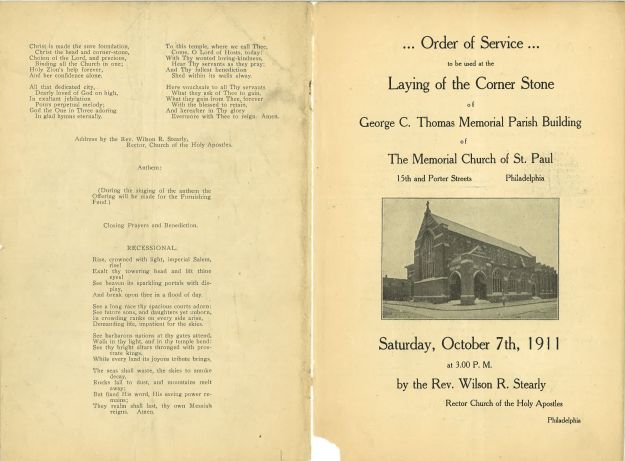 Christ is made the sure foundation,
Christ the head and corner-stone,
Chosen of the Lord, and precious,
Binding all the Church in one;
Holy Zion's help forever,
And her confidence alone.
All that dedicated city,
Dearly loved of God on high,
In exultant jubilation
Pours perpetual melody;
God the One in Three adoring
In glad hymns eternally.
To this temple, where we call Thee,
Come, O Lord of Hosts, today;
With Thy wonted loving-kindness,
Hear Thy servants as they pray;
And Thy fullest benediction
Shed within its walls alway.
Here vouchsafe to all Thy servants
What they ask of Thee to gain,
What they gain from Thee, forever
With the blessed to retain,
And hereafter in Thy glory
Evermore with Thee to reign. Amen.
Address by the Rev. Wilson R. Stearly,
Rector, Church of the Holy Apostles.
Anthem:
(During the singing of the anthem the
Offering will be made for the Furnishing
Fund.)
Closing Prayers and Benediction.
RECESSIONAL.
Rise, crowned with light, imperial Salem,
rise!
Exalt thy towering head and lift thine
eyes!
See heaven its sparkling portals wide dis-
play,
And break upon thee in a flood of day.
See a long race thy spacious courts adorn:
See future sons, and daughters yet unborn,
In crowding ranks on every side arise,
Demanding life, impatient for the skies.
See barbarous nations at thy gates attend,
Walk in thy light, and in thy temple bend:
See thy bright altars thronged with pros-
trate kings,
While every land its joyous tribute brings.
The seas shall waste, the skies to smoke
decay,
Rocks fall to dust, and mountains melt
away;
But fixed His word, His saving power re-
mains;
Thy realm shall last, thy own Messiah
reigns. Amen.
... Order of Service ...
to be used at the
Laying of the Corner Stone
of
George C. Thomas Memorial Parish Building
of
The Memorial Church of St. Paul
15th and Porter Streets Philadelphia
Saturday, October 7th, 1911
at 3.00 P. M.
by the Rev. Wilson R. Stearly
Rector Church of the Holy Apostles
Philadelphia